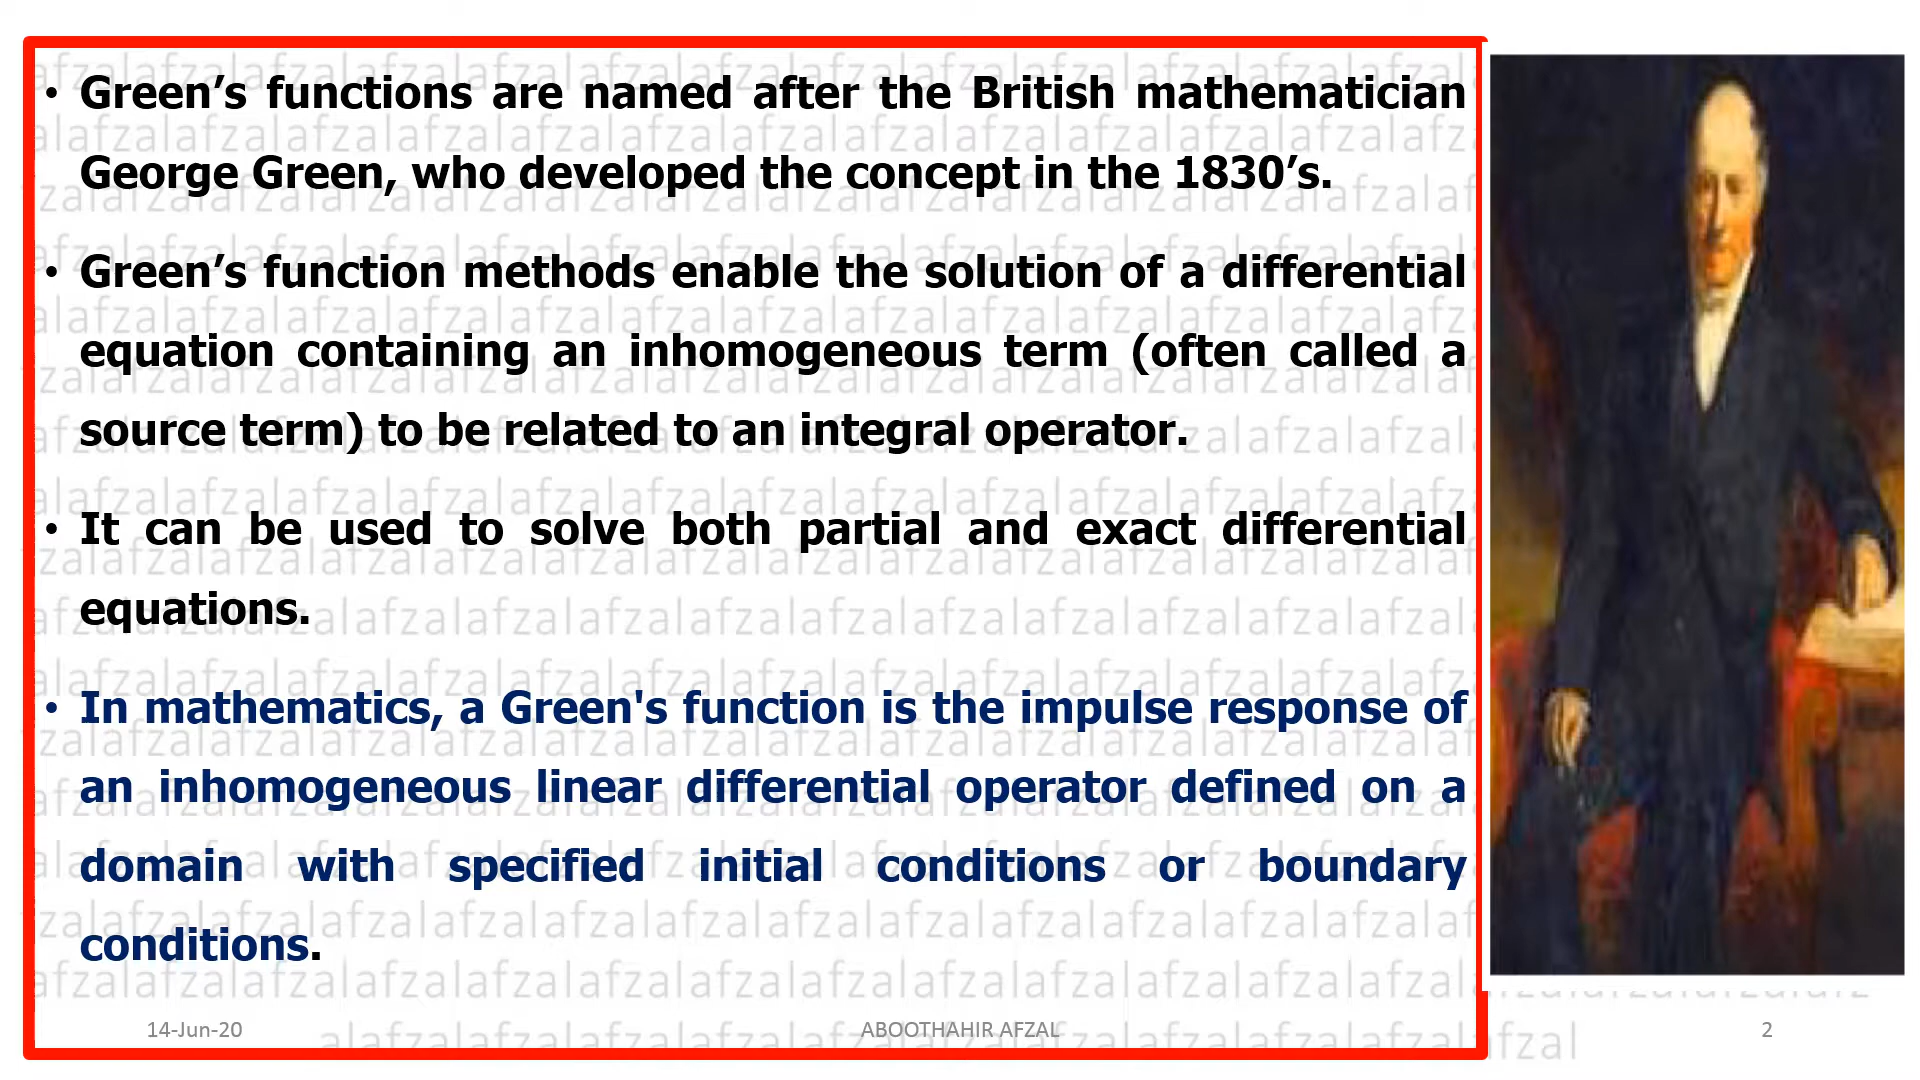 • Green’s functions are named after the British mathematician
George Green, who developed the concept in the 1830’s.
• Green’s function methods enable the solution of a differential
equation containing an inhomogeneous term (often called a
source term) to be related to an integral operator.
• It can be used to solve both partial and exact differential
equations.
• In mathematics, a Green's function is the impulse response of
an inhomogeneous linear differential operator defined on a
domain with specified initial conditions or boundary
conditions.
14-Jun-20 ABOOTHAHIR AFZAL 2